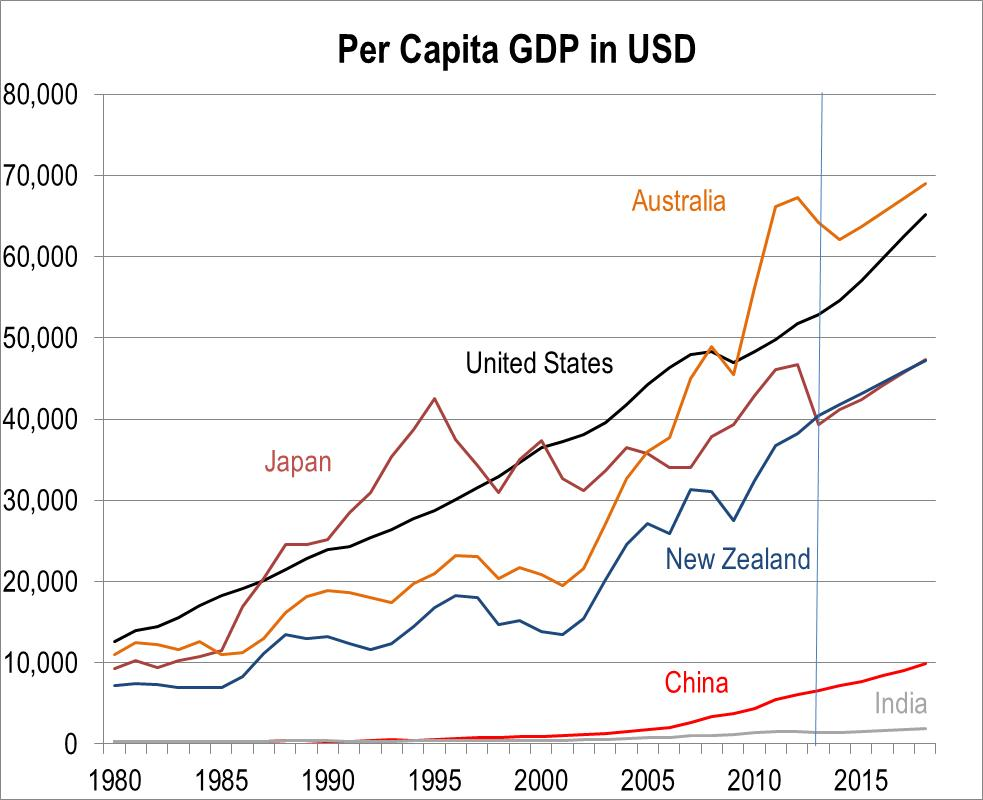 Per Capita GDP in USD
80,000
70,000
Australia
60,000
50,000
United States
40,000
Japan
30,000
New Zealand
20,000
10,000
China
India
0
1980 1985 1990 1995 2000 2005 2010 2015